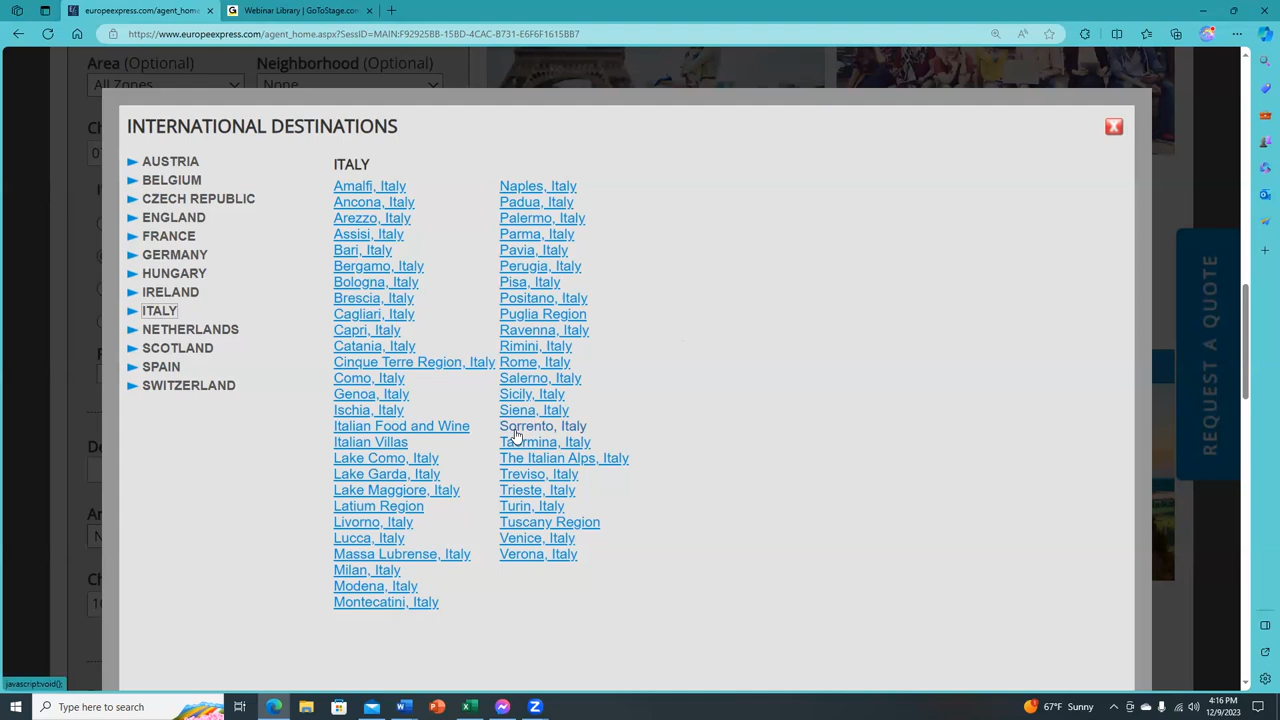 europeexpress.com/agent_home
Webinar Library | GoToStage.com
https://www.europeexpress.com/agent_home.aspx?SessID=MAIN:F92925BB-15BD-4CAC-B731-E6F6F1615BB7
Area (Optional)
Neighborhood (Optional)
All Zones
None
INTERNATIONAL DESTINATIONS
X
AUSTRIA
BELGIUM
CZECH REPUBLIC
ENGLAND
FRANCE
GERMANY
HUNGARY
IRELAND
ITALY
NETHERLANDS
SCOTLAND
SPAIN
SWITZERLAND
ITALY
Amalfi, Italy
Ancona, Italy
Arezzo, Italy
Assisi, Italy
Bari, Italy
Bergamo, Italy
Bologna, Italy
Brescia, Italy
Cagliari, Italy
Capri, Italy
Catania, Italy
Cinque Terre Region, Italy
Como, Italy
Genoa, Italy
Ischia, Italy
Italian Food and Wine
Italian Villas
Lake Como, Italy
Lake Garda, Italy
Lake Maggiore, Italy
Latium Region
Livorno, Italy
Lucca, Italy
Massa Lubrense, Italy
Milan, Italy
Modena, Italy
Montecatini, Italy
Naples, Italy
Padua, Italy
Palermo, Italy
Parma, Italy
Pavia, Italy
Perugia, Italy
Pisa, Italy
Positano, Italy
Puglia Region
Ravenna, Italy
Rimini, Italy
Rome, Italy
Salerno, Italy
Sicily, Italy
Siena, Italy
Sorrento, Italy
Taormina, Italy
The Italian Alps, Italy
Treviso, Italy
Trieste, Italy
Turin, Italy
Tuscany Region
Venice, Italy
Verona, Italy
REQUEST A QUOTE
javascript:void();
Type here to search
67°F Sunny
4:16 PM
12/9/2023